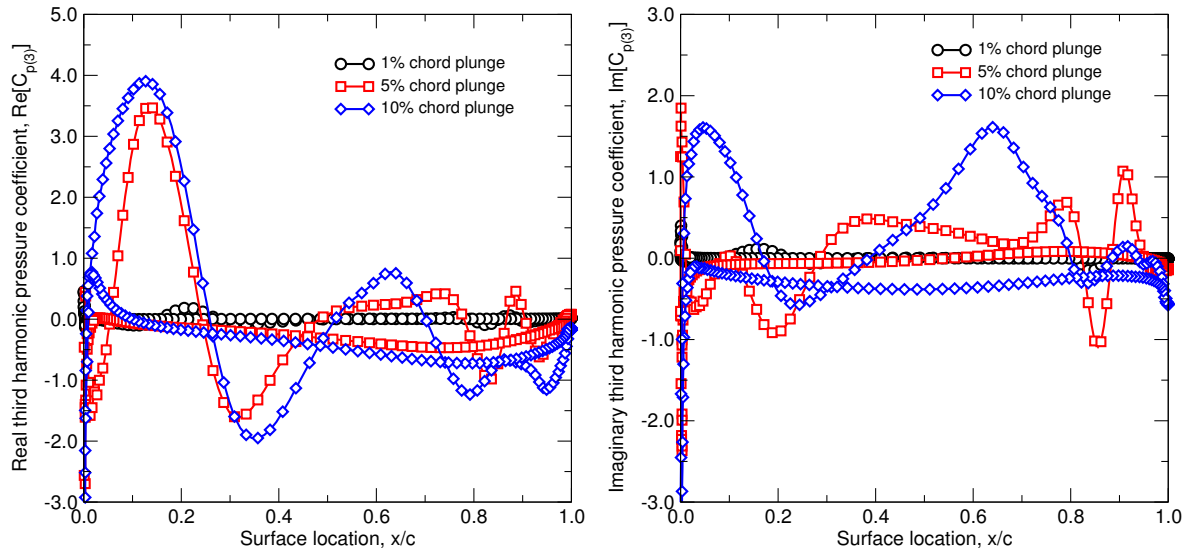 Real third harmonic pressure coefficient, Re[C_p(3)]
5.0
4.0
3.0
2.0
1.0
0.0
-1.0
-2.0
-3.0
0.0 0.2 0.4 0.6 0.8 1.0
Surface location, x/c
1% chord plunge
5% chord plunge
10% chord plunge
Imaginary third harmonic pressure coefficient, Im[C_p(3)]
3.0
2.0
1.0
0.0
-1.0
-2.0
-3.0
0.0 0.2 0.4 0.6 0.8 1.0
Surface location, x/c
1% chord plunge
5% chord plunge
10% chord plunge